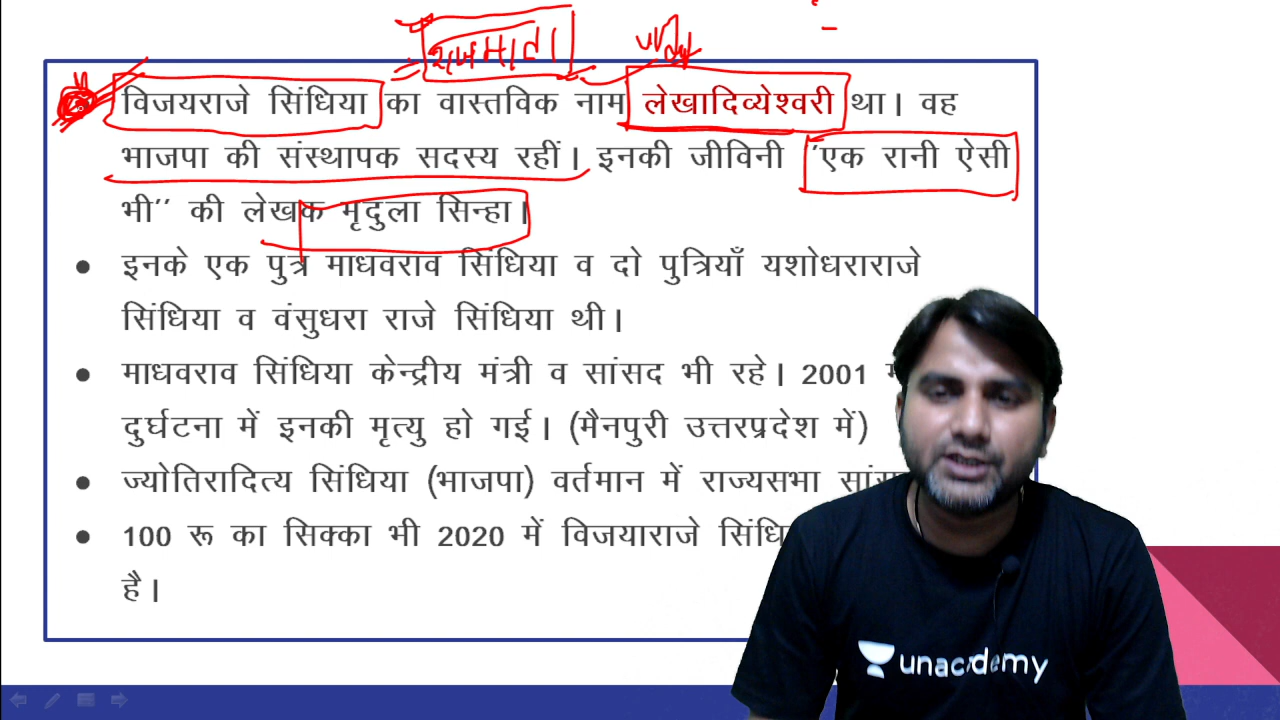 राजमाता
विजयराजे सिंधिया का वास्तविक नाम लेखादिव्येश्वरी था। वह
भाजपा की संस्थापक सदस्य रहीं। इनकी जीविनी 'एक रानी ऐसी
भी'' की लेखक मृदुला सिन्हा।
• इनके एक पुत्र माधवराव सिंधिया व दो पुत्रियाँ यशोधराराजे
सिंधिया व वंसुधरा राजे सिंधिया थी।
• माधवराव सिंधिया केन्द्रीय मंत्री व सांसद भी रहे। 2001
दुर्घटना में इनकी मृत्यु हो गई। (मैनपुरी उत्तरप्रदेश में)
• ज्योतिरादित्य सिंधिया (भाजपा) वर्तमान में राज्यसभा
• 100 रू का सिक्का भी 2020 में विजयाराजे
है।
unacademy